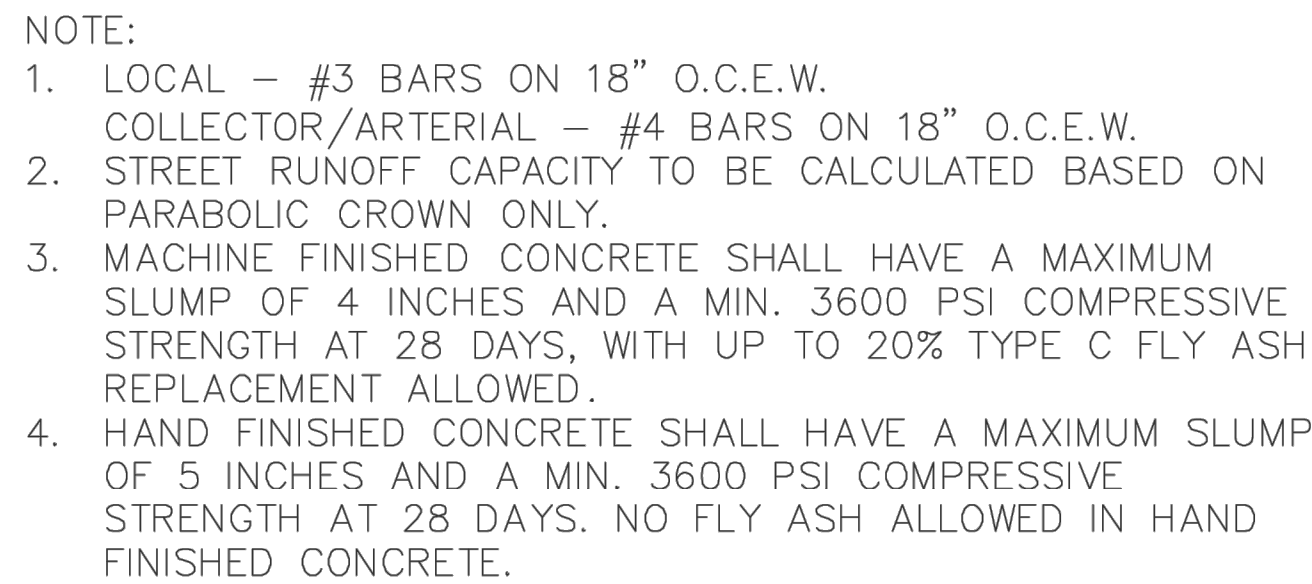 NOTE:
1. LOCAL – #3 BARS ON 18" O.C.E.W.
COLLECTOR/ARTERIAL – #4 BARS ON 18" O.C.E.W.
2. STREET RUNOFF CAPACITY TO BE CALCULATED BASED ON
PARABOLIC CROWN ONLY.
3. MACHINE FINISHED CONCRETE SHALL HAVE A MAXIMUM
SLUMP OF 4 INCHES AND A MIN. 3600 PSI COMPRESSIVE
STRENGTH AT 28 DAYS, WITH UP TO 20% TYPE C FLY ASH
REPLACEMENT ALLOWED.
4. HAND FINISHED CONCRETE SHALL HAVE A MAXIMUM SLUMP
OF 5 INCHES AND A MIN. 3600 PSI COMPRESSIVE
STRENGTH AT 28 DAYS. NO FLY ASH ALLOWED IN HAND
FINISHED CONCRETE.